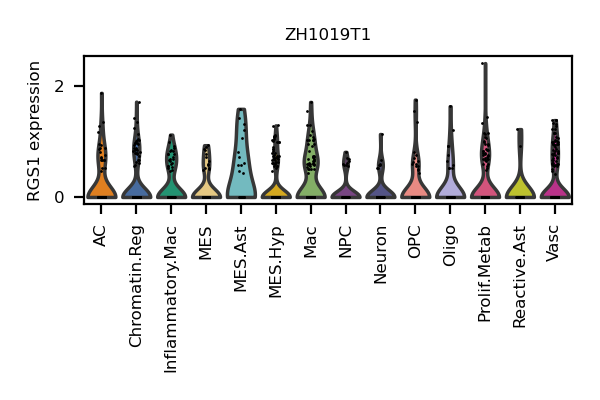 ZH1019T1
RGS1 expression
2
0
AC
Chromatin.Reg
Inflammatory.Mac
MES
MES.Ast
MES.Hyp
Mac
NPC
Neuron
OPC
Oligo
Prolif.Metab
Reactive.Ast
Vasc